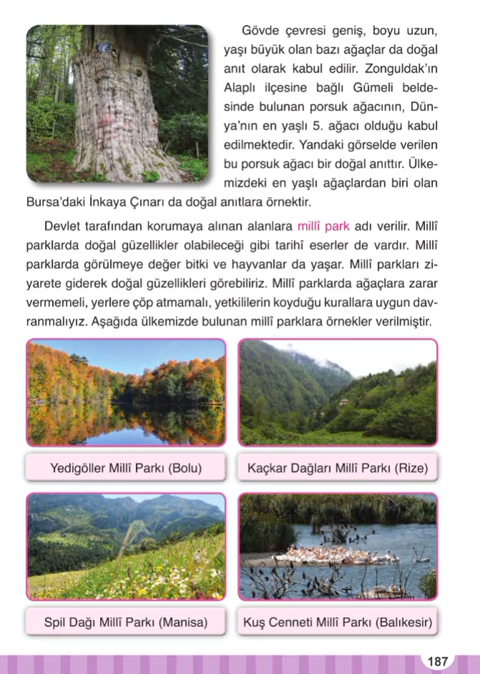 Gövde çevresi geniş, boyu uzun,
yaşı büyük olan bazı ağaçlar da doğal
anıt olarak kabul edilir. Zonguldak'ın
Alaplı ilçesine bağlı Gümeli belde-
sinde bulunan porsuk ağacının, Dün-
ya'nın en yaşlı 5. ağacı olduğu kabul
edilmektedir. Yandaki görselde verilen
bu porsuk ağacı bir doğal anıttır. Ülke-
mizdeki en yaşlı ağaçlardan biri olan
Bursa'daki İnkaya Çınarı da doğal anıtlara örnektir.
Devlet tarafından korumaya alınan alanlara millî park adı verilir. Millî
parklarda doğal güzellikler olabileceği gibi tarihî eserler de vardır. Millî
parklarda görülmeye değer bitki ve hayvanlar da yaşar. Millî parkları zi-
yarete giderek doğal güzellikleri görebiliriz. Millî parklarda ağaçlara zarar
vermemeli, yerlere çöp atmamalı, yetkililerin koyduğu kurallara uygun dav-
ranmalıyız. Aşağıda ülkemizde bulunan millî parklara örnekler verilmiştir.
Yedigöller Millî Parkı (Bolu)
Kaçkar Dağları Millî Parkı (Rize)
Spil Dağı Millî Parkı (Manisa)
Kuş Cenneti Millî Parkı (Balıkesir)
187